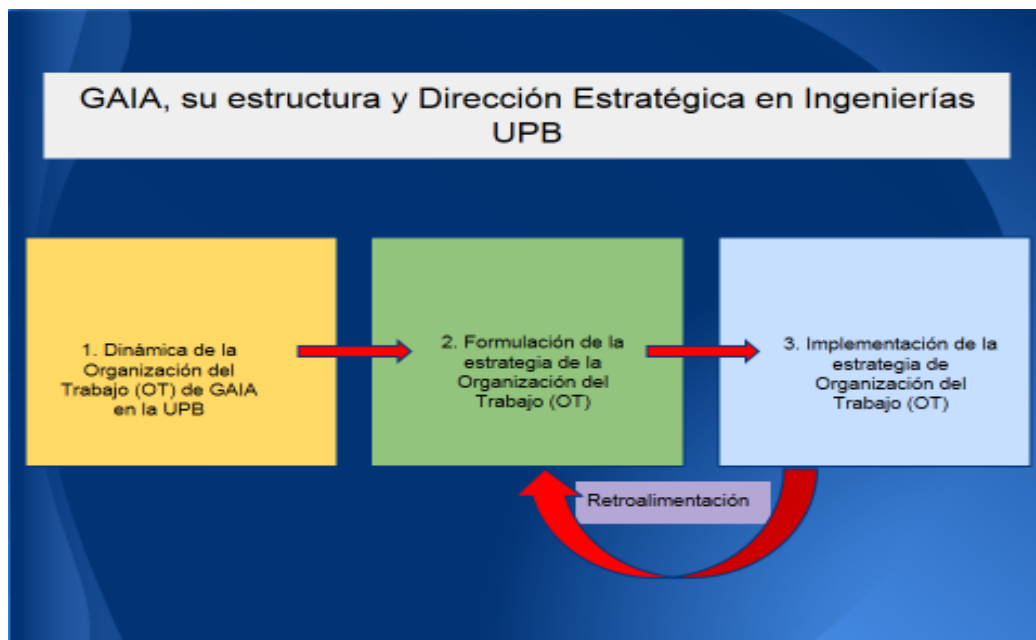 GAIA, su estructura y Dirección Estratégica en Ingenierías
UPB
1. Dinámica de la
Organización del
Trabajo (OT) de GAIA
en la UPB
2. Formulación de la
estrategia de la
Organización del
Trabajo (OT)
3. Implementación de la
estrategia de
Organización del
Trabajo (OT)
Retroalimentación